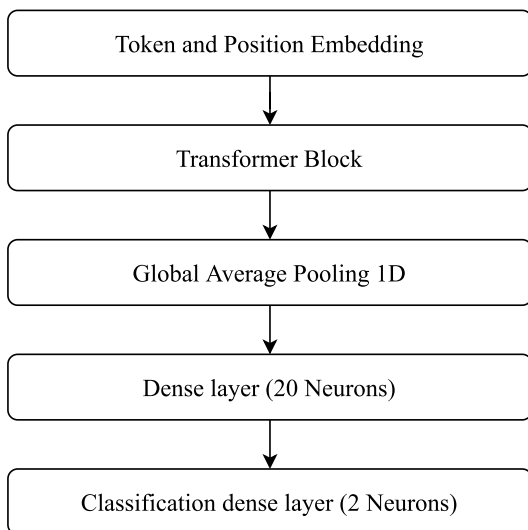 Token and Position Embedding
Transformer Block
Global Average Pooling 1D
Dense layer (20 Neurons)
Classification dense layer (2 Neurons)